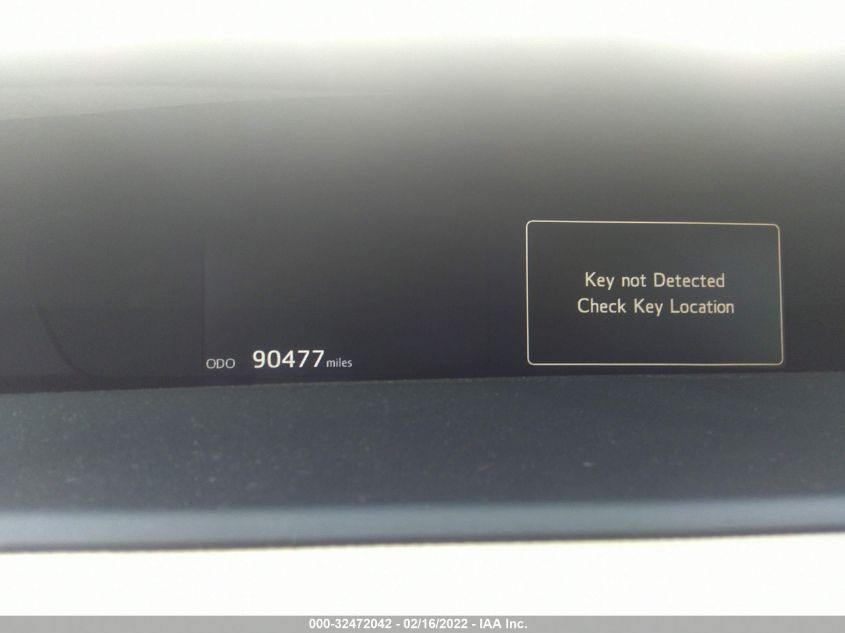 Key not Detected
Check Key Location
ODO 90477 miles
000-32472042 - 02/16/2022 - IAA Inc.